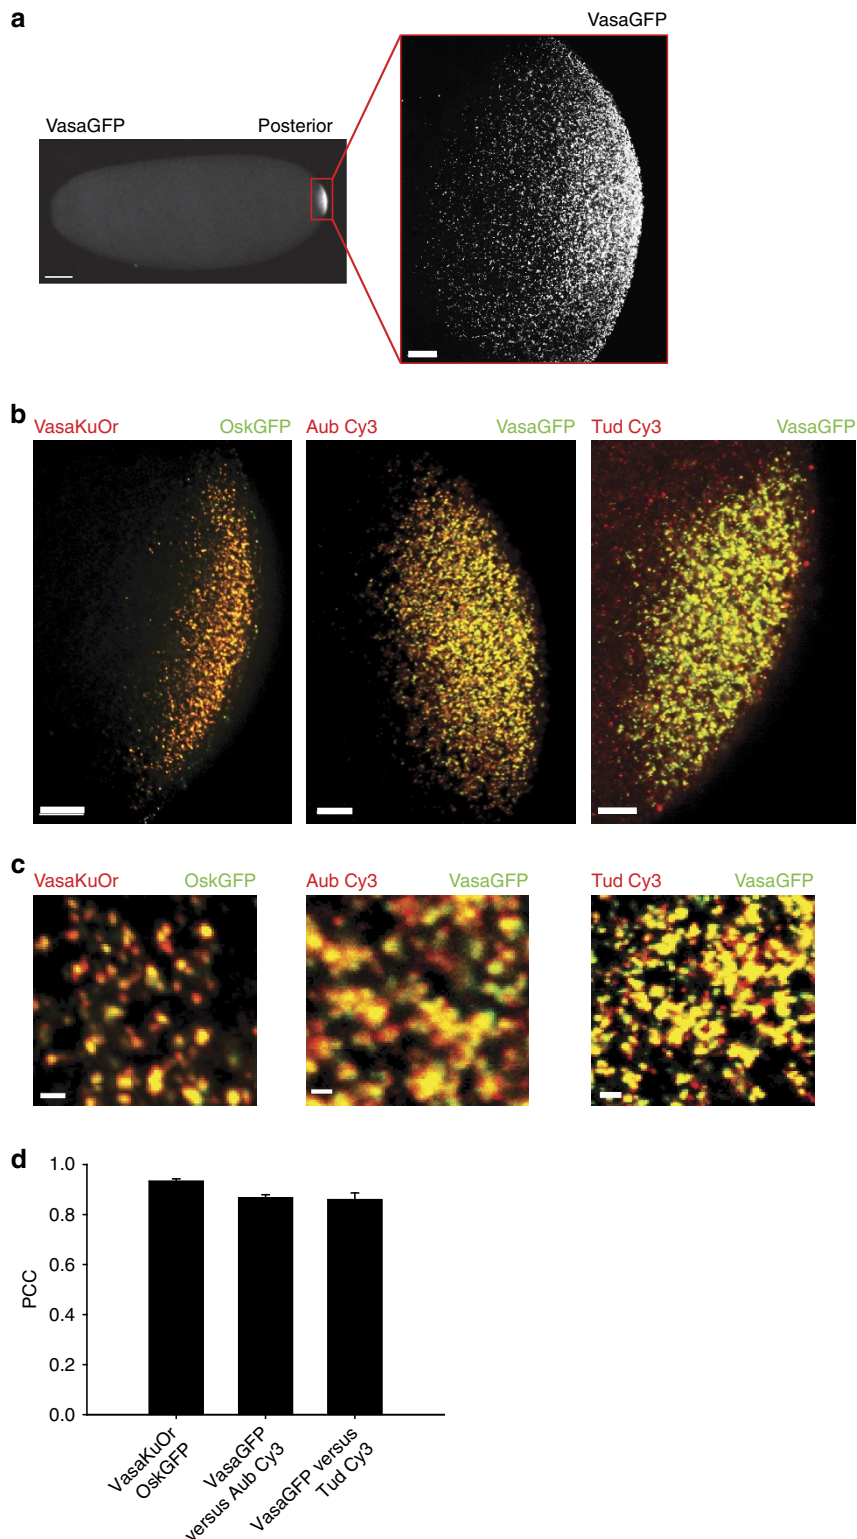 a
VasaGFP
VasaGFP Posterior
b
VasaKuOr OskGFP Aub Cy3 VasaGFP Tud Cy3 VasaGFP
c
VasaKuOr OskGFP Aub Cy3 VasaGFP Tud Cy3 VasaGFP
d
1.0
0.8
0.6
0.4
0.2
0.0
PCC
VasaKuOr
OskGFP
VasaGFP
versus Aub Cy3
VasaGFP versus
Tud Cy3